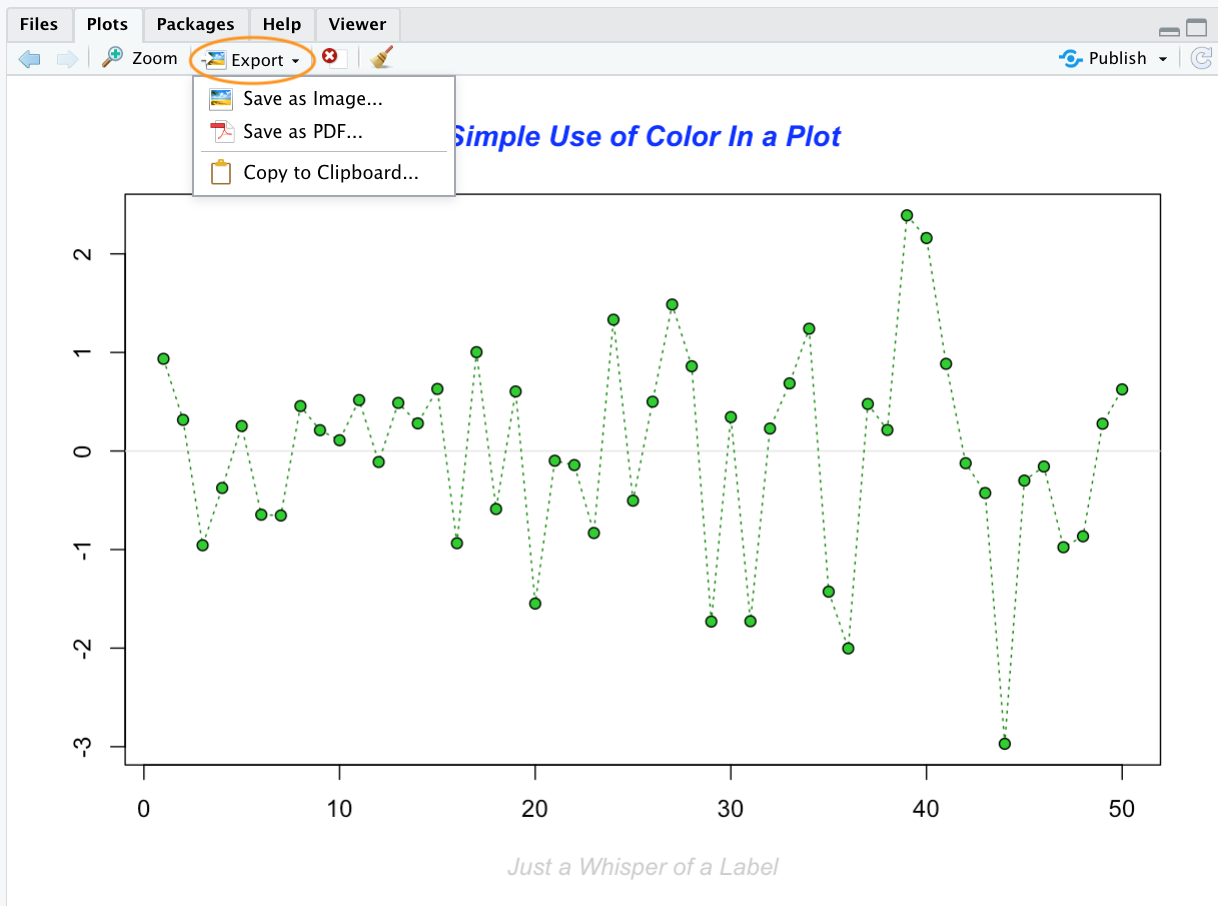 Files Plots Packages Help Viewer
Zoom Export Publish
Save as Image...
Save as PDF...
Copy to Clipboard...
Simple Use of Color In a Plot
2
1
0
-1
-2
-3
0 10 20 30 40 50
Just a Whisper of a Label